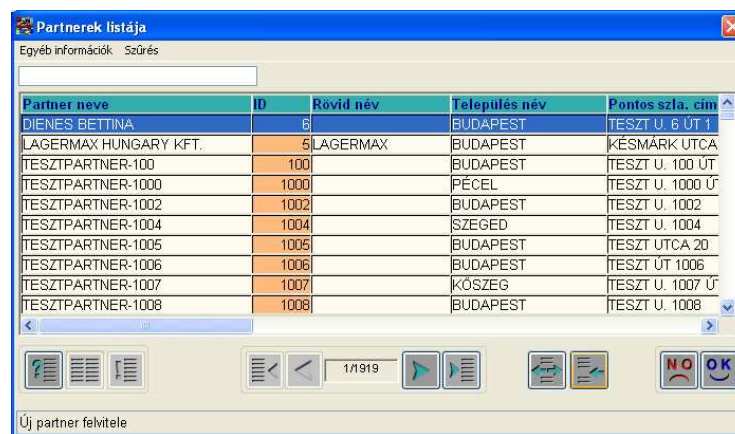 Partnerek listája
Egyéb információk Szűrés
Partner neve ID Rövid név Település név Pontos szla. cím
DIENES BETTINA 6 BUDAPEST TESZT U. 6 ÚT 1
LAGERMAX HUNGARY KFT. 5 LAGERMAX BUDAPEST KÉSMÁRK UTCA
TESZTPARTNER-100 100 BUDAPEST TESZT U. 100 ÚT
TESZTPARTNER-1000 1000 PÉCEL TESZT U. 1000 Ú
TESZTPARTNER-1002 1002 BUDAPEST TESZT U. 1002
TESZTPARTNER-1004 1004 SZEGED TESZT U. 1004
TESZTPARTNER-1005 1005 BUDAPEST TESZT UTCA 20
TESZTPARTNER-1006 1006 BUDAPEST TESZT ÚT 1006
TESZTPARTNER-1007 1007 KŐSZEG TESZT U. 1007 Ú
TESZTPARTNER-1008 1008 BUDAPEST TESZT U. 1008
1/1919 NO OK
Új partner felvitele